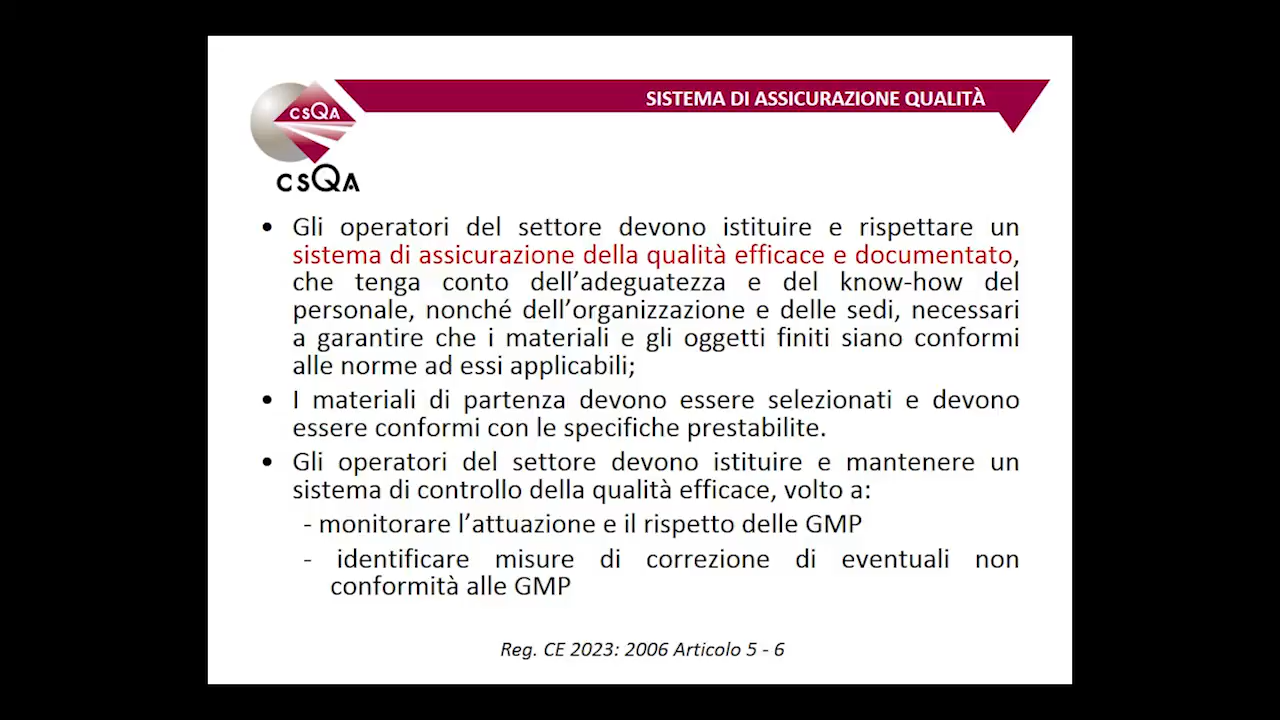 SISTEMA DI ASSICURAZIONE QUALITÀ
CSQA
CSQA
• Gli operatori del settore devono istituire e rispettare un
sistema di assicurazione della qualità efficace e documentato,
che tenga conto dell'adeguatezza e del know-how del
personale, nonché dell'organizzazione e delle sedi, necessari
a garantire che i materiali e gli oggetti finiti siano conformi
alle norme ad essi applicabili;
• I materiali di partenza devono essere selezionati e devono
essere conformi con le specifiche prestabilite.
• Gli operatori del settore devono istituire e mantenere un
sistema di controllo della qualità efficace, volto a:
- monitorare l'attuazione e il rispetto delle GMP
- identificare misure di correzione di eventuali non
conformità alle GMP
Reg. CE 2023: 2006 Articolo 5 - 6